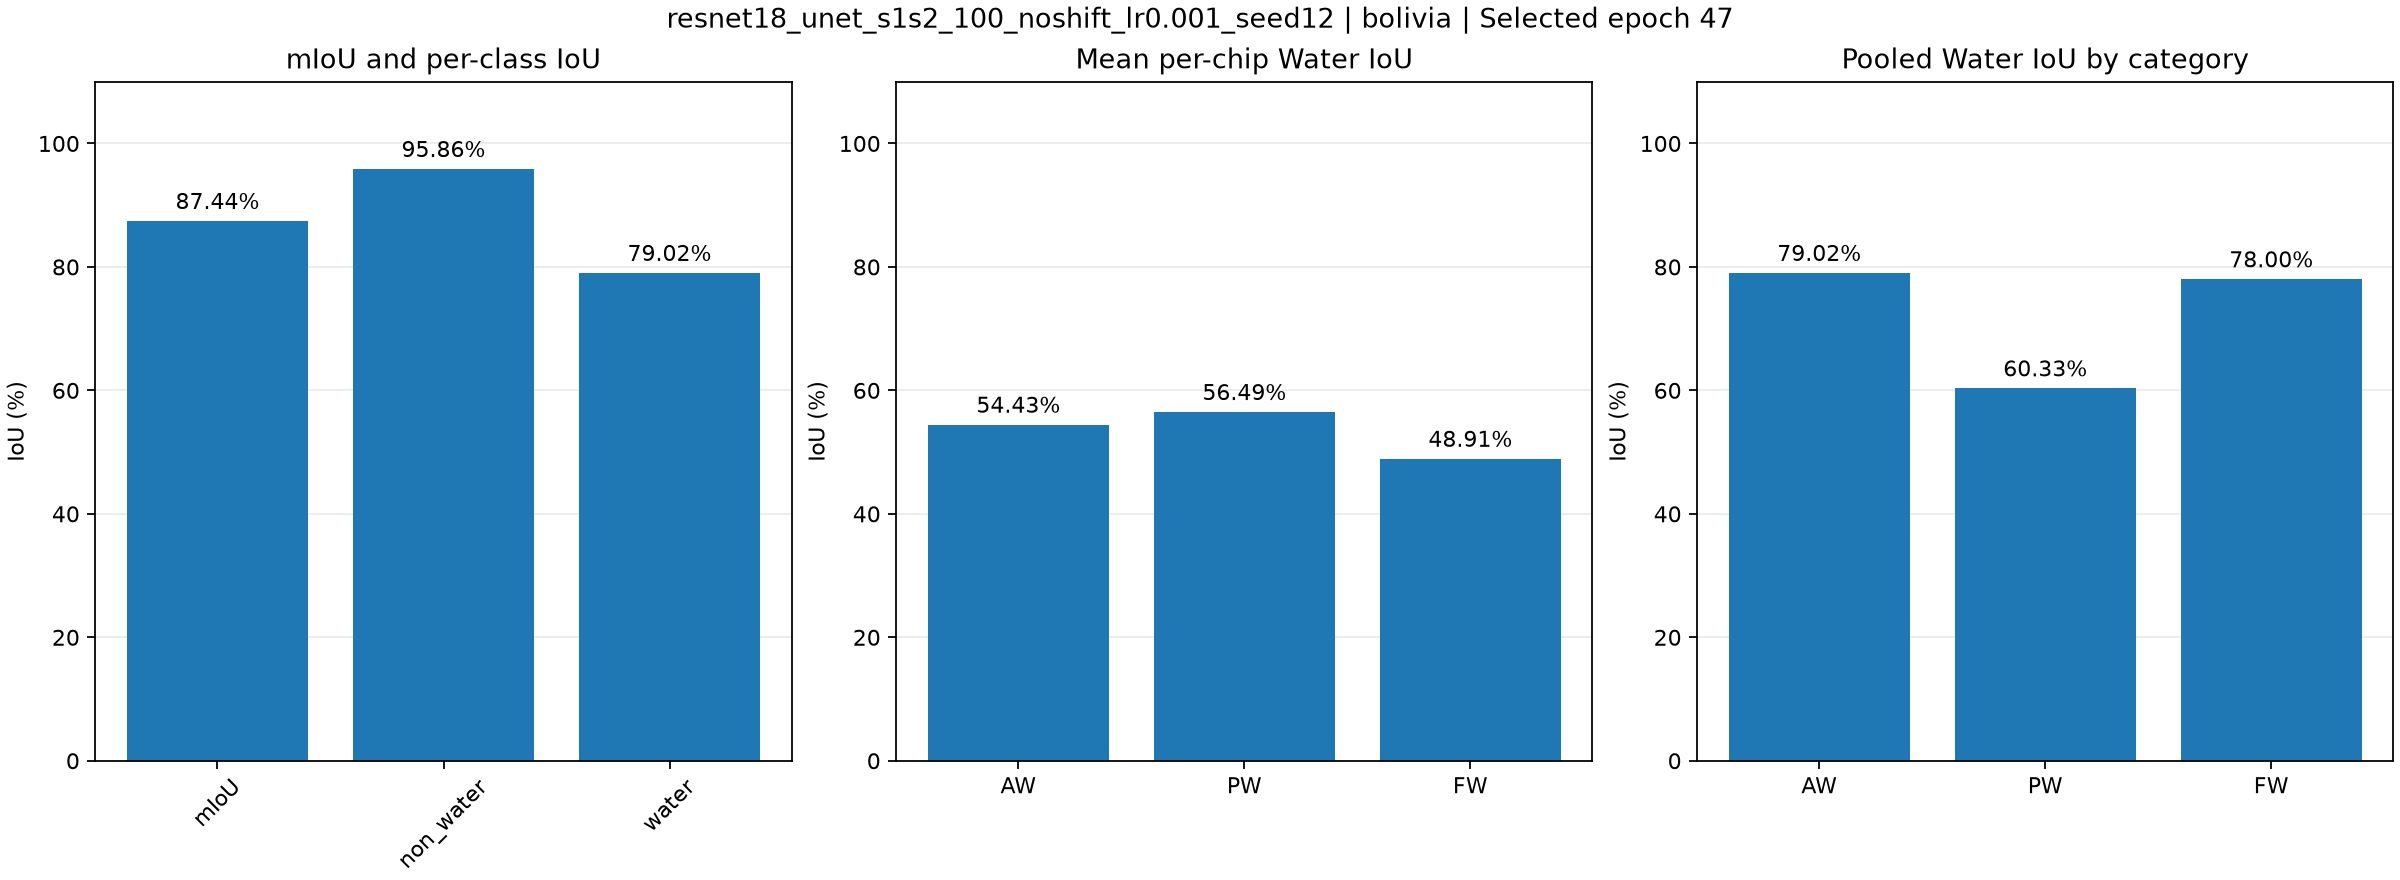 resnet18_unet_s1s2_100_noshift_lr0.001_seed12 | bolivia | Selected epoch 47
mIoU and per-class IoU
IoU (%)
100
80
60
40
20
0
87.44%
95.86%
79.02%
mIoU
non_water
water
Mean per-chip Water IoU
IoU (%)
100
80
60
40
20
0
54.43%
56.49%
48.91%
AW
PW
FW
Pooled Water IoU by category
IoU (%)
100
80
60
40
20
0
79.02%
60.33%
78.00%
AW
PW
FW